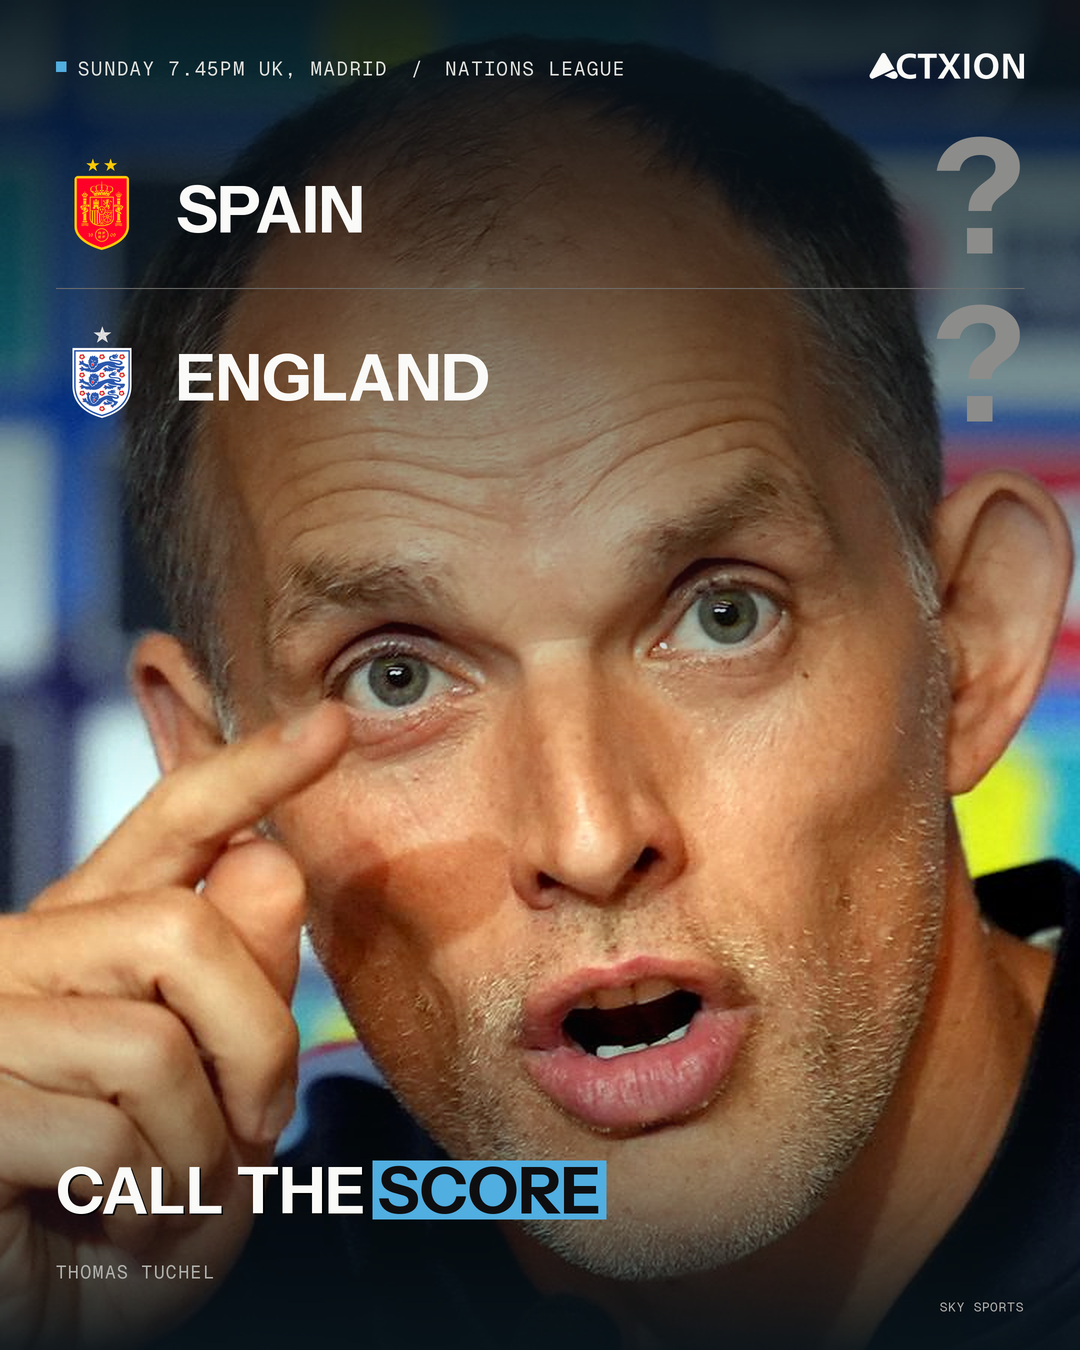 SUNDAY 7.45PM UK, MADRID / NATIONS LEAGUE
ACTXION
SPAIN
?
ENGLAND
?
CALL THE SCORE
THOMAS TUCHEL
SKY SPORTS